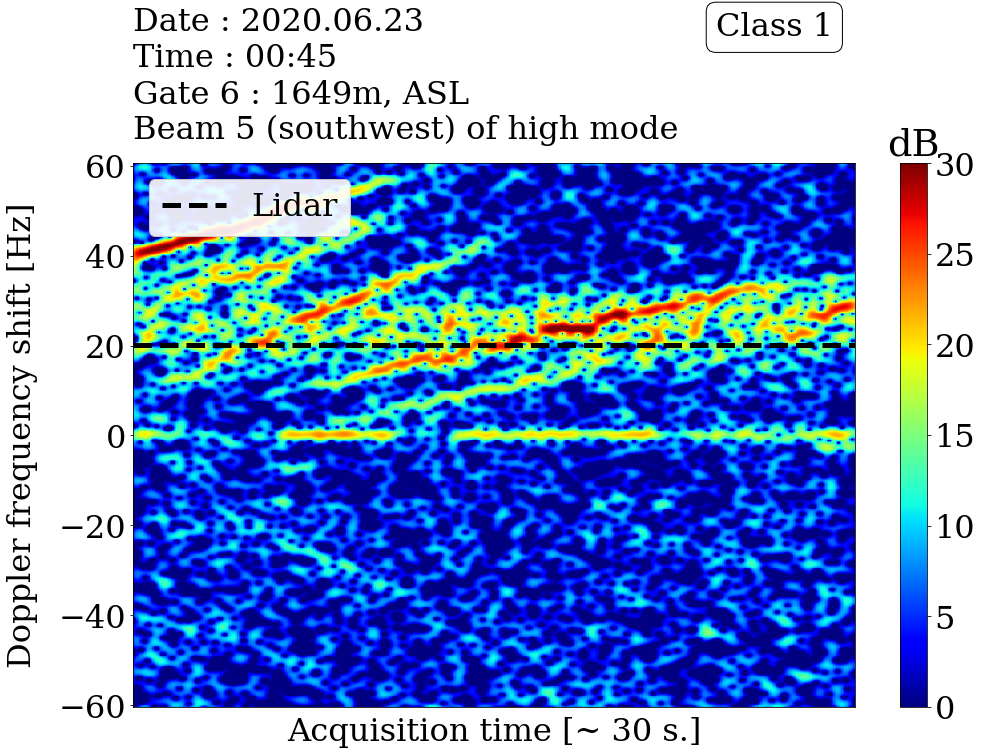 Date : 2020.06.23
Time : 00:45
Gate 6 : 1649m, ASL
Beam 5 (southwest) of high mode
Class 1
dB
Lidar
Doppler frequency shift [Hz]
60
40
20
0
−20
−40
−60
30
25
20
15
10
5
0
Acquisition time [~ 30 s.]